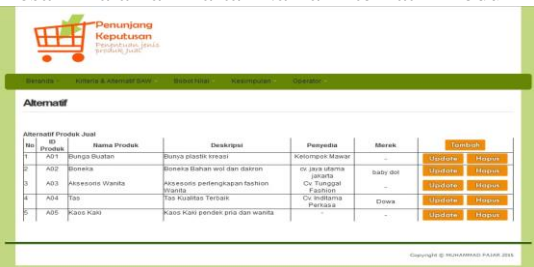 Penunjang
Keputusan
Penentuan jenis
produk jual
Beranda Kriteria & Alternatif SAW Bobot Nilai Kesimpulan Operator
Alternatif
Alternatif Produk Jual
No ID Produk Nama Produk Deskripsi Penyedia Merek Tambah
1 A01 Bunga Buatan Bunya plastik kreasi Kelompok Mawar - Update Hapus
2 A02 Boneka Boneka Bahan wol dan dakron cv jaya utama jakarta baby dol Update Hapus
3 A03 Aksesoris Wanita Aksesoris perlengkapan fashion Wanita Cv. Tunggal Fashion - Update Hapus
4 A04 Tas Tas Kualitas Terbaik Cv. Inditama Perkasa Dowa Update Hapus
5 A05 Kaos Kaki Kaos Kaki pendek pria dan wanita - - Update Hapus
Copyright © MUHAMMAD FAJAR 2015